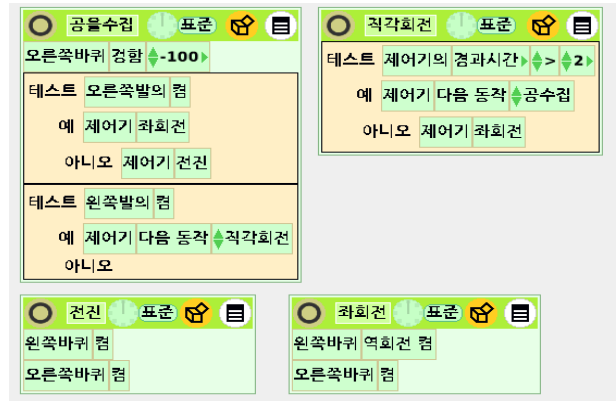 공을수집 표준
오른쪽바퀴 경함 -100
테스트 오른쪽발의 켬
예 제어기 좌회전
아니오 제어기 전진
테스트 왼쪽발의 켬
예 제어기 다음 동작 직각회전
아니오
직각회전 표준
테스트 제어기의 경과시간 > 2
예 제어기 다음 동작 공수집
아니오 제어기 좌회전
전진 표준
왼쪽바퀴 켬
오른쪽바퀴 켬
좌회전 표준
왼쪽바퀴 역회전 켬
오른쪽바퀴 켬